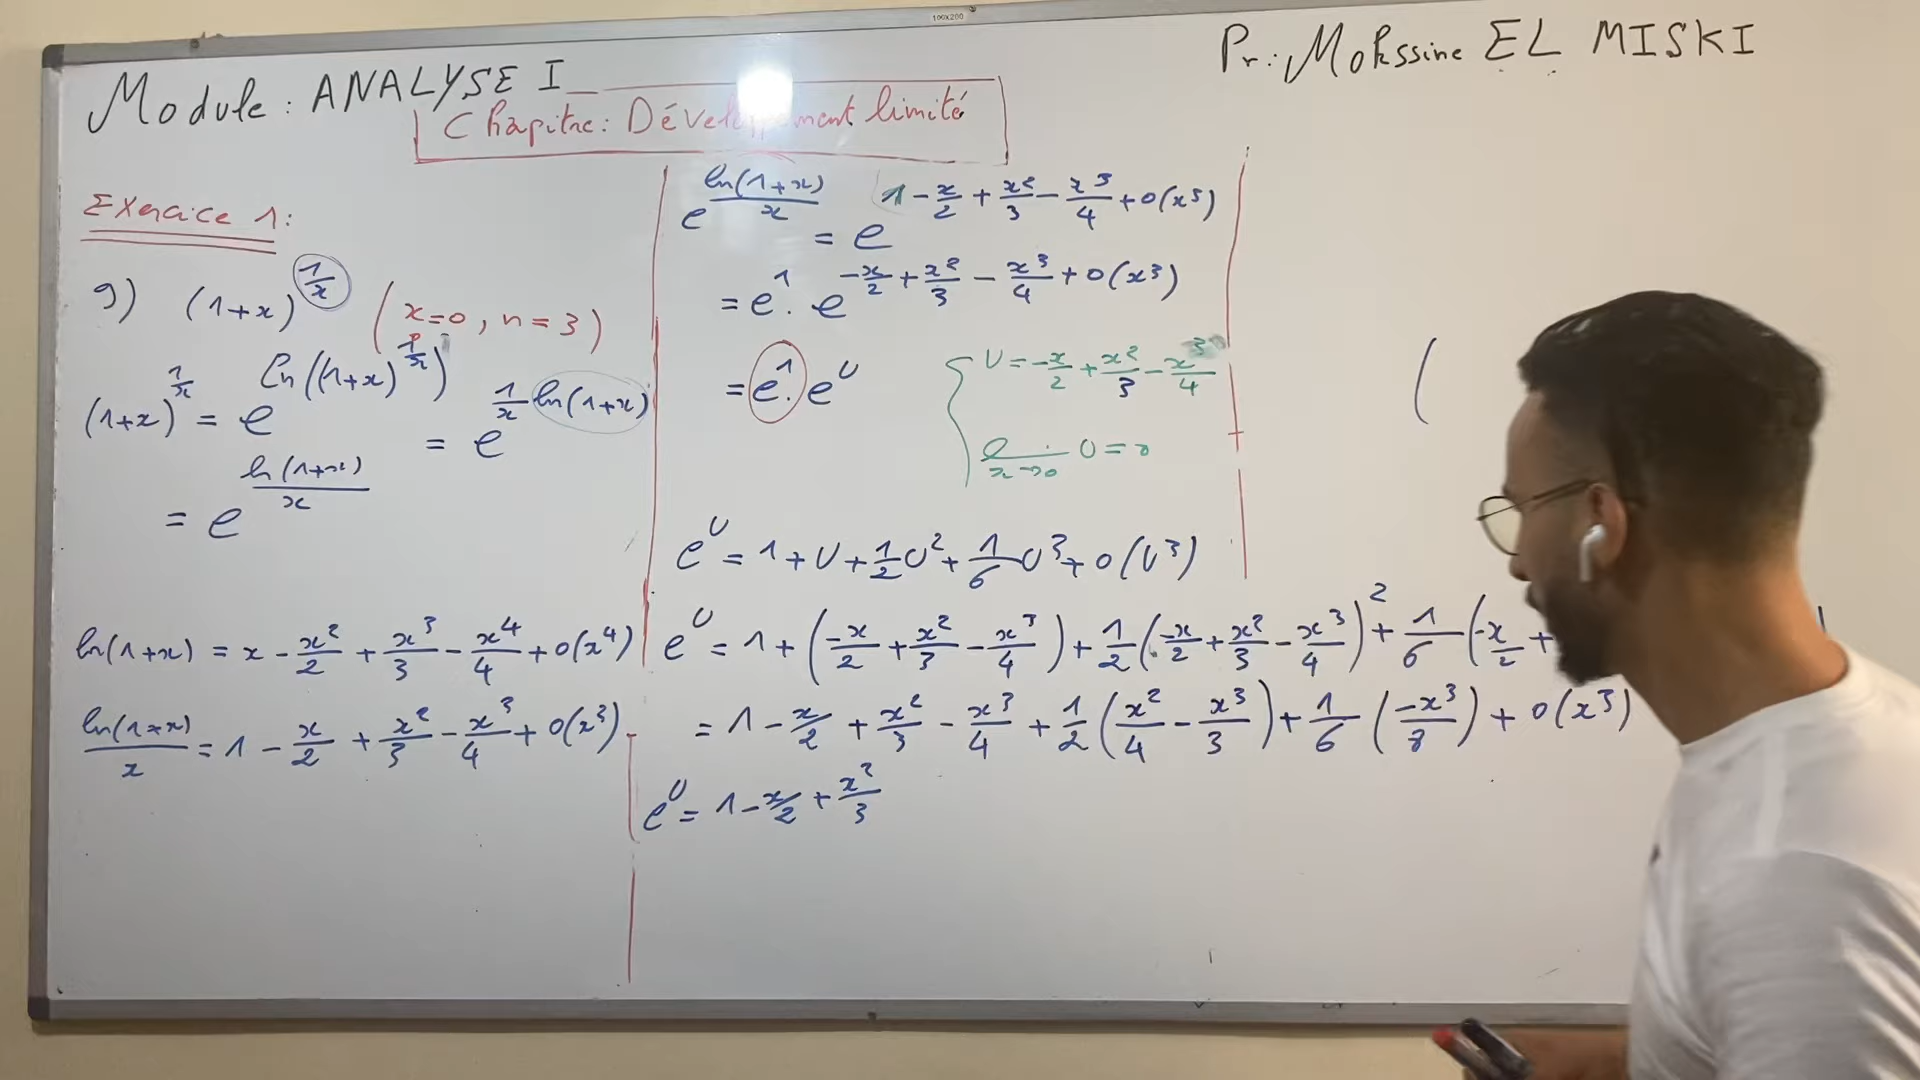 100x200
Module: ANALYSE I
Pr: Mohssine EL MISKI
Chapitre: Développement limité
Exercice 1:
9) (1+x)^{1/x} (x=0, n=3)
(1+x)^{1/x} = e^{ln((1+x)^{1/x})} = e^{1/x ln(1+x)}
= e^{ln(1+x)/x}
ln(1+x) = x - x²/2 + x³/3 - x⁴/4 + o(x⁴)
ln(1+x)/x = 1 - x/2 + x²/3 - x³/4 + o(x³)
e^{ln(1+x)/x} = e^{1 - x/2 + x²/3 - x³/4 + o(x³)}
= e^1 . e^{-x/2 + x²/3 - x³/4 + o(x³)}
= e^1 . e^U
{ U = -x/2 + x²/3 - x³/4
x→0 U = 0
e^U = 1 + U + 1/2 U² + 1/6 U³ + o(U³)
e^U = 1 + (-x/2 + x²/3 - x³/4) + 1/2 (-x/2 + x²/3 - x³/4)² + 1/6 (-x/2 +
= 1 - x/2 + x²/3 - x³/4 + 1/2 (x²/4 - x³/3) + 1/6 (-x³/8) + o(x³)
e^U = 1 - x/2 + x²/3
(